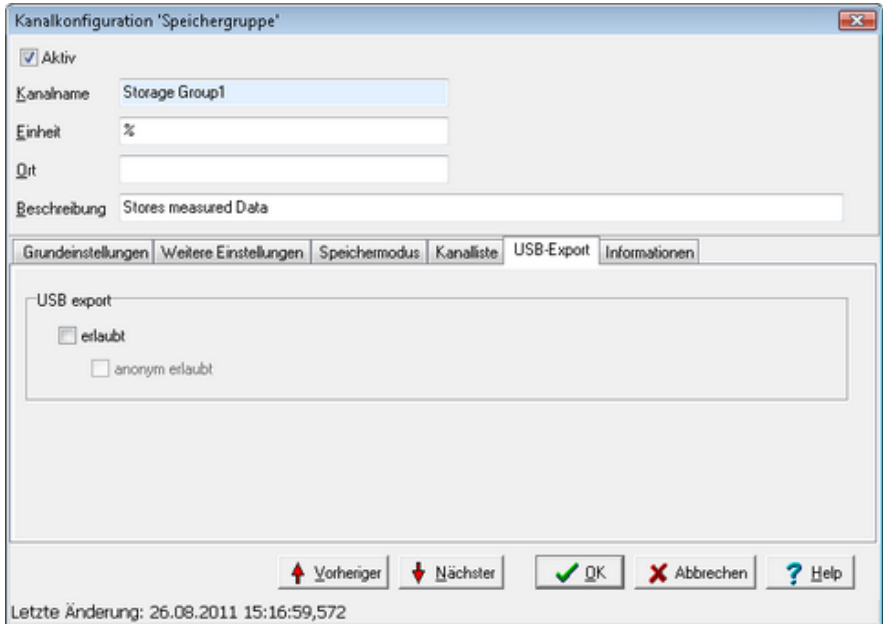 Kanalkonfiguration 'Speichergruppe'
Aktiv
Kanalname Storage Group1
Einheit %
Ort
Beschreibung Stores measured Data
Grundeinstellungen Weitere Einstellungen Speichermodus Kanalliste USB-Export Informationen
USB export
erlaubt
anonym erlaubt
Vorheriger Nächster OK Abbrechen Help
Letzte Änderung: 26.08.2011 15:16:59,572